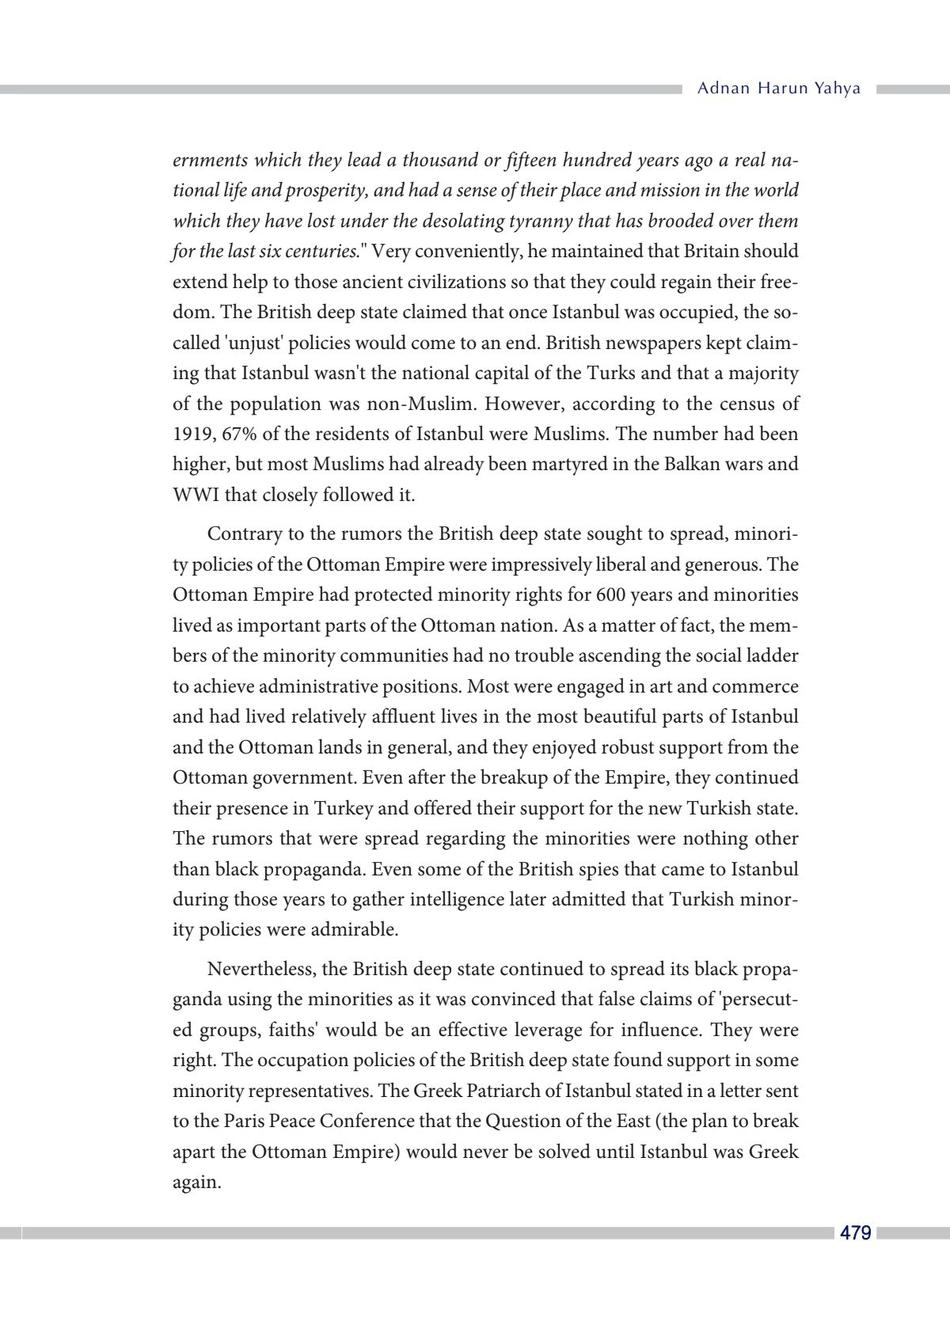 Adnan Harun Yahya
ernments which they lead a thousand or fifteen hundred years ago a real na-
tional life and prosperity, and had a sense of their place and mission in the world
which they have lost under the desolating tyranny that has brooded over them
for the last six centuries." Very conveniently, he maintained that Britain should
extend help to those ancient civilizations so that they could regain their free-
dom. The British deep state claimed that once Istanbul was occupied, the so-
called 'unjust' policies would come to an end. British newspapers kept claim-
ing that Istanbul wasn't the national capital of the Turks and that a majority
of the population was non-Muslim. However, according to the census of
1919, 67% of the residents of Istanbul were Muslims. The number had been
higher, but most Muslims had already been martyred in the Balkan wars and
WWI that closely followed it.
Contrary to the rumors the British deep state sought to spread, minori-
ty policies of the Ottoman Empire were impressively liberal and generous. The
Ottoman Empire had protected minority rights for 600 years and minorities
lived as important parts of the Ottoman nation. As a matter of fact, the mem-
bers of the minority communities had no trouble ascending the social ladder
to achieve administrative positions. Most were engaged in art and commerce
and had lived relatively affluent lives in the most beautiful parts of Istanbul
and the Ottoman lands in general, and they enjoyed robust support from the
Ottoman government. Even after the breakup of the Empire, they continued
their presence in Turkey and offered their support for the new Turkish state.
The rumors that were spread regarding the minorities were nothing other
than black propaganda. Even some of the British spies that came to Istanbul
during those years to gather intelligence later admitted that Turkish minor-
ity policies were admirable.
Nevertheless, the British deep state continued to spread its black propa-
ganda using the minorities as it was convinced that false claims of 'persecut-
ed groups, faiths' would be an effective leverage for influence. They were
right. The occupation policies of the British deep state found support in some
minority representatives. The Greek Patriarch of Istanbul stated in a letter sent
to the Paris Peace Conference that the Question of the East (the plan to break
apart the Ottoman Empire) would never be solved until Istanbul was Greek
again.
479